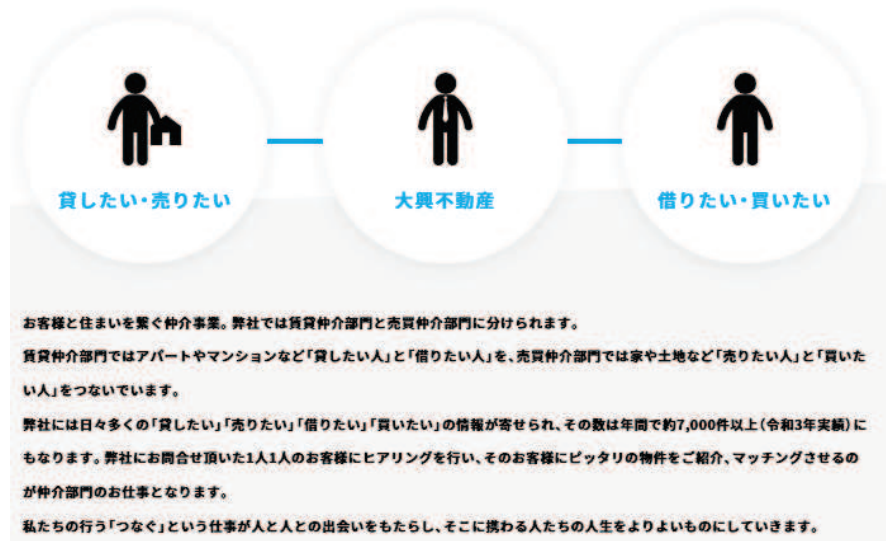 貸したい・売りたい
大興不動産
借りたい・買いたい
お客様と住まいを繋ぐ仲介事業。弊社では賃貸仲介部門と売買仲介部門に分けられます。
賃貸仲介部門ではアパートやマンションなど「貸したい人」と「借りたい人」を、売買仲介部門では家や土地など「売りたい人」と「買いた
い人」をつないでいます。
弊社には日々多くの「貸したい」「売りたい」「借りたい」「買いたい」の情報が寄せられ、その数は年間で約7,000件以上（令和3年実績）に
もなります。弊社にお問合せ頂いた1人1人のお客様にヒアリングを行い、そのお客様にピッタリの物件をご紹介、マッチングさせるの
が仲介部門のお仕事となります。
私たちの行う「つなぐ」という仕事が人と人との出会いをもたらし、そこに携わる人たちの人生をよりよいものにしていきます。